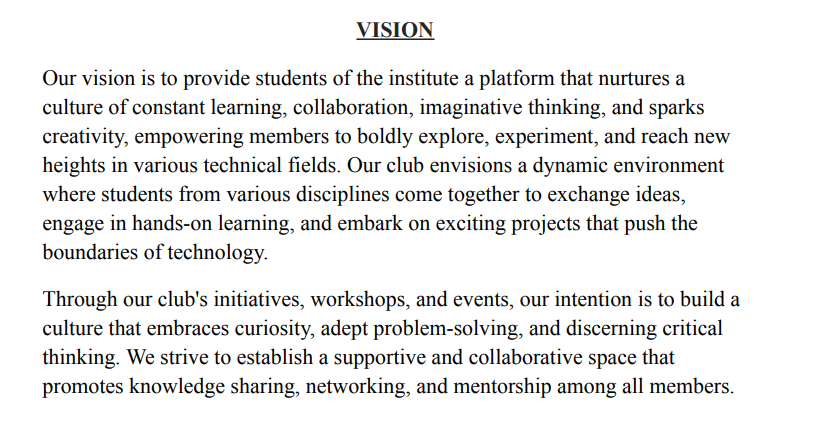 VISION
Our vision is to provide students of the institute a platform that nurtures a
culture of constant learning, collaboration, imaginative thinking, and sparks
creativity, empowering members to boldly explore, experiment, and reach new
heights in various technical fields. Our club envisions a dynamic environment
where students from various disciplines come together to exchange ideas,
engage in hands-on learning, and embark on exciting projects that push the
boundaries of technology.
Through our club's initiatives, workshops, and events, our intention is to build a
culture that embraces curiosity, adept problem-solving, and discerning critical
thinking. We strive to establish a supportive and collaborative space that
promotes knowledge sharing, networking, and mentorship among all members.